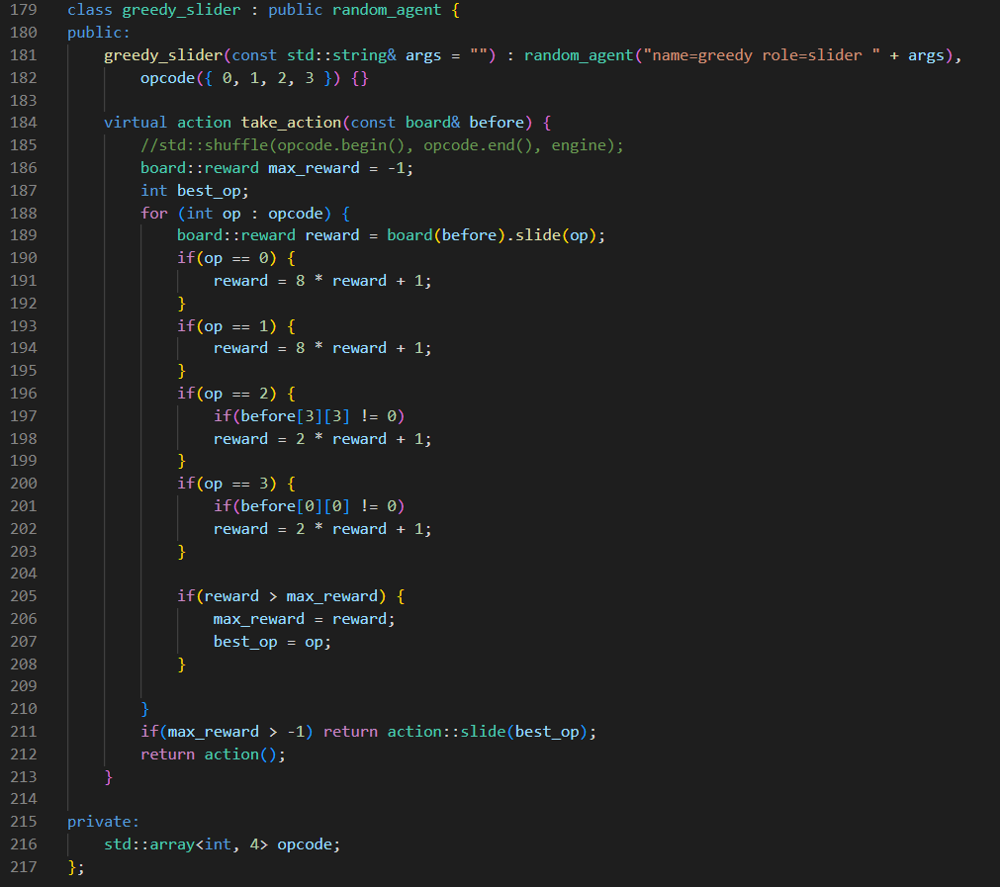 179 class greedy_slider : public random_agent {
180 public:
181     greedy_slider(const std::string& args = "") : random_agent("name=greedy role=slider " + args),
182         opcode({ 0, 1, 2, 3 }) {}
183
184     virtual action take_action(const board& before) {
185         //std::shuffle(opcode.begin(), opcode.end(), engine);
186         board::reward max_reward = -1;
187         int best_op;
188         for (int op : opcode) {
189             board::reward reward = board(before).slide(op);
190             if(op == 0) {
191                 reward = 8 * reward + 1;
192             }
193             if(op == 1) {
194                 reward = 8 * reward + 1;
195             }
196             if(op == 2) {
197                 if(before[3][3] != 0)
198                 reward = 2 * reward + 1;
199             }
200             if(op == 3) {
201                 if(before[0][0] != 0)
202                 reward = 2 * reward + 1;
203             }
204
205             if(reward > max_reward) {
206                 max_reward = reward;
207                 best_op = op;
208             }
209
210         }
211         if(max_reward > -1) return action::slide(best_op);
212         return action();
213     }
214
215 private:
216     std::array<int, 4> opcode;
217 };